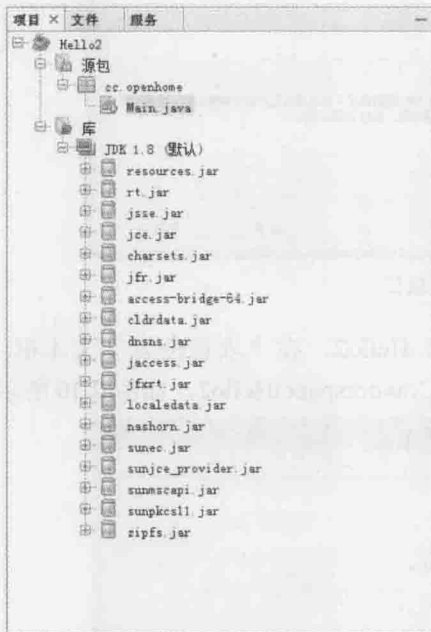 项目 × 文件 服务
Hello2
源包
cc.openhome
Main.java
库
JDK 1.8 (默认)
resources.jar
rt.jar
jsse.jar
jce.jar
charsets.jar
jfr.jar
access-bridge-64.jar
cldrdata.jar
dnsns.jar
jaccess.jar
jfxrt.jar
localedata.jar
nashorn.jar
sunec.jar
sunjce_provider.jar
sunmscapi.jar
sunpkcs11.jar
zipfs.jar